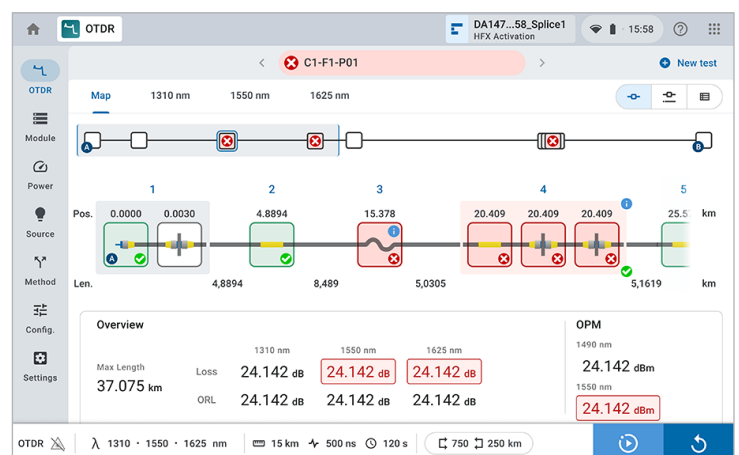 OTDR
DA147...58_Splice1
HFX Activation
15:58
C1-F1-P01
New test
OTDR
Module
Power
Source
Method
Config.
Settings
Map 1310 nm 1550 nm 1625 nm
A B
1 2 3 4 5
Pos. 0.0000 0.0030 4.8894 15.378 20.409 20.409 20.409 25.5 km
A
Len. 4,8894 8,489 5,0305 5,1619 km
Overview
1310 nm 1550 nm 1625 nm
Max Length
37.075 km
Loss 24.142 dB 24.142 dB 24.142 dB
ORL 24.142 dB 24.142 dB 24.142 dB
OPM
1490 nm
24.142 dBm
1550 nm
24.142 dBm
OTDR λ 1310 · 1550 · 1625 nm 15 km 500 ns 120 s 750 250 km